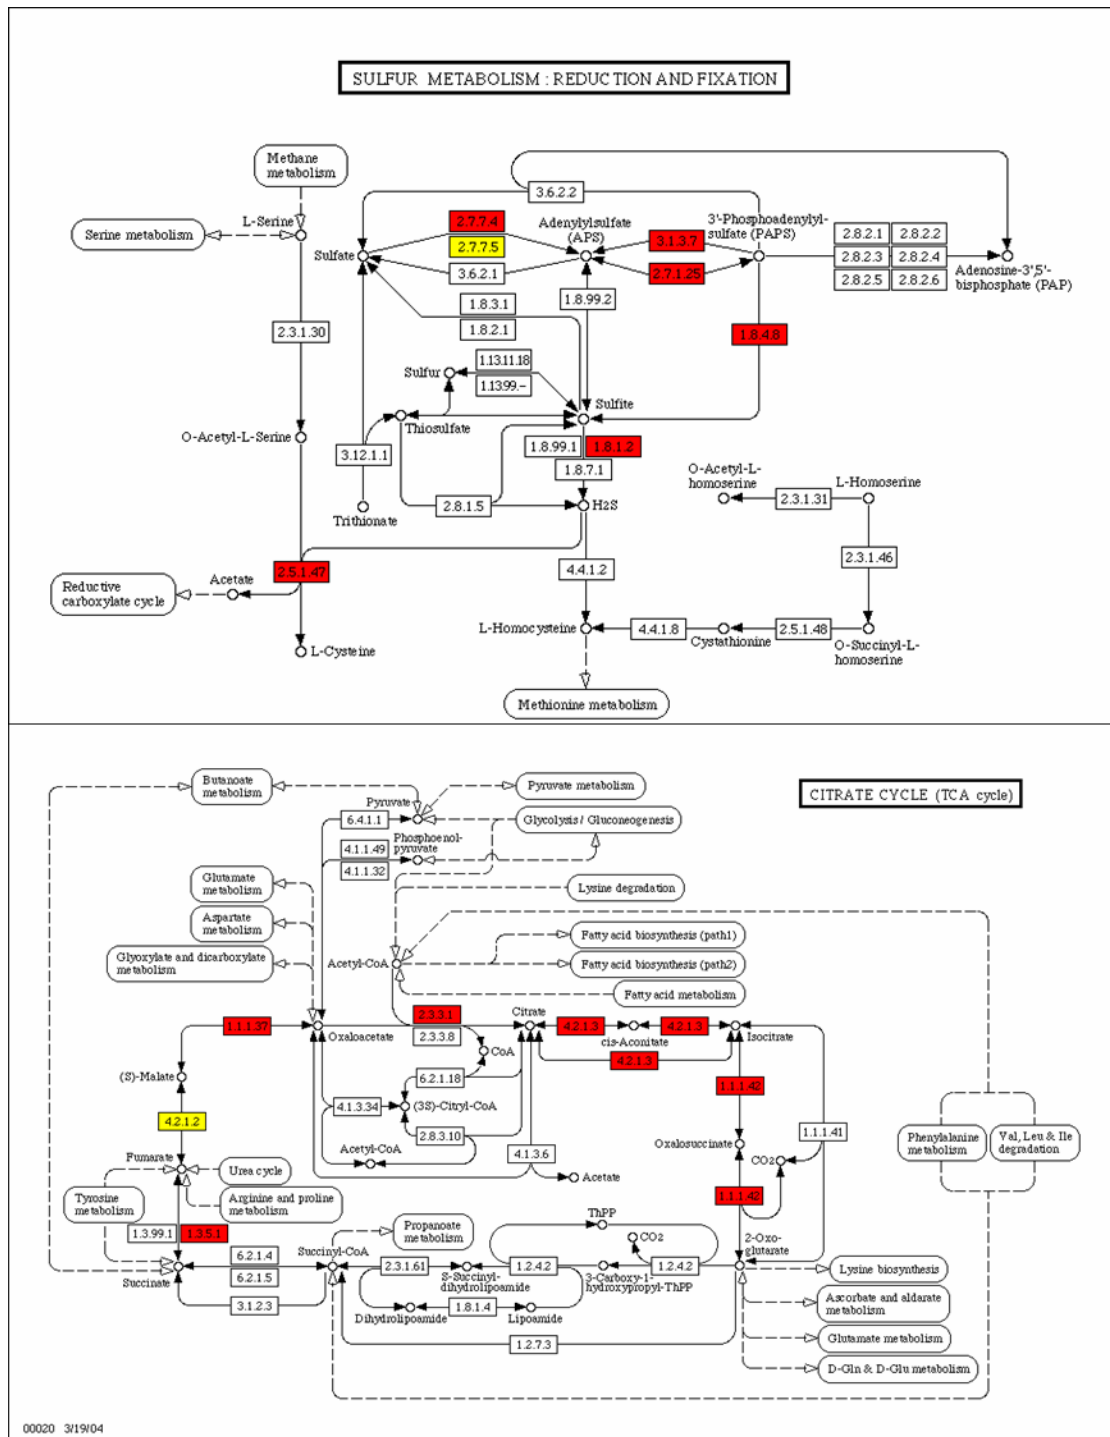 SULFUR METABOLISM : REDUCTION AND FIXATION
Methane
metabolism
3.6.2.2
L-Serine
Serine metabolism
2.7.7.4
Adenylylsulfate
(APS)
3'-Phosphoadenylyl-
sulfate (PAPS)
2.8.2.1
2.8.2.2
Sulfate
2.7.7.5
3.1.3.7
2.8.2.3
2.8.2.4
3.6.2.1
2.7.1.25
2.8.2.5
2.8.2.6
Adenosine-3',5'-
bisphosphate (PAP)
1.8.3.1
1.8.99.2
2.3.1.30
1.8.2.1
1.8.4.8
1.13.11.18
Sulfur
1.13.99.-
Sulfite
Thiosulfate
O-Acetyl-L-Serine
3.12.1.1
1.8.99.1
1.8.1.2
1.8.7.1
O-Acetyl-L-
homoserine
L-Homoserine
2.3.1.31
2.8.1.5
H2S
Trithionate
2.3.1.46
2.5.1.47
4.4.1.2
Acetate
Reductive
carboxylate cycle
L-Homocysteine
4.4.1.8
2.5.1.48
Cystathionine
O-Succinyl-L-
homoserine
L-Cysteine
Methionine metabolism
Butanoate
metabolism
Pyruvate metabolism
CITRATE CYCLE (TCA cycle)
Pyruvate
6.4.1.1
Glycolysis / Gluconeogenesis
Phosphoenol-
pyruvate
4.1.1.49
4.1.1.32
Glutamate
metabolism
Lysine degradation
Aspartate
metabolism
Fatty acid biosynthesis (path1)
Glyoxylate and dicarboxylate
metabolism
Acetyl-CoA
Fatty acid biosynthesis (path2)
Fatty acid metabolism
1.1.1.37
2.3.3.1
Citrate
4.2.1.3
4.2.1.3
Oxaloacetate
2.3.3.8
cis-Aconitate
Isocitrate
CoA
4.2.1.3
(S)-Malate
6.2.1.18
1.1.1.42
4.1.3.34
(3S)-Citryl-CoA
4.2.1.2
2.8.3.10
Oxalosuccinate
1.1.1.41
Phenylalanine
metabolism
Val, Leu & Ile
degradation
Acetyl-CoA
4.1.3.6
CO2
Fumarate
Urea cycle
Acetate
Tyrosine
metabolism
Arginine and proline
metabolism
1.1.1.42
1.3.99.1
1.3.5.1
Propanoate
metabolism
ThPP
CO2
2-Oxo-
glutarate
6.2.1.4
Succinyl-CoA
2.3.1.61
1.2.4.2
1.2.4.2
Lysine biosynthesis
Succinate
6.2.1.5
S-Succinyl-
dihydrolipoamide
3-Carboxy-1-
hydroxypropyl-ThPP
3.1.2.3
1.8.1.4
Dihydrolipoamide
Lipoamide
Ascorbate and aldarate
metabolism
1.2.7.3
Glutamate metabolism
D-Gln & D-Glu metabolism
00020 3/19/04